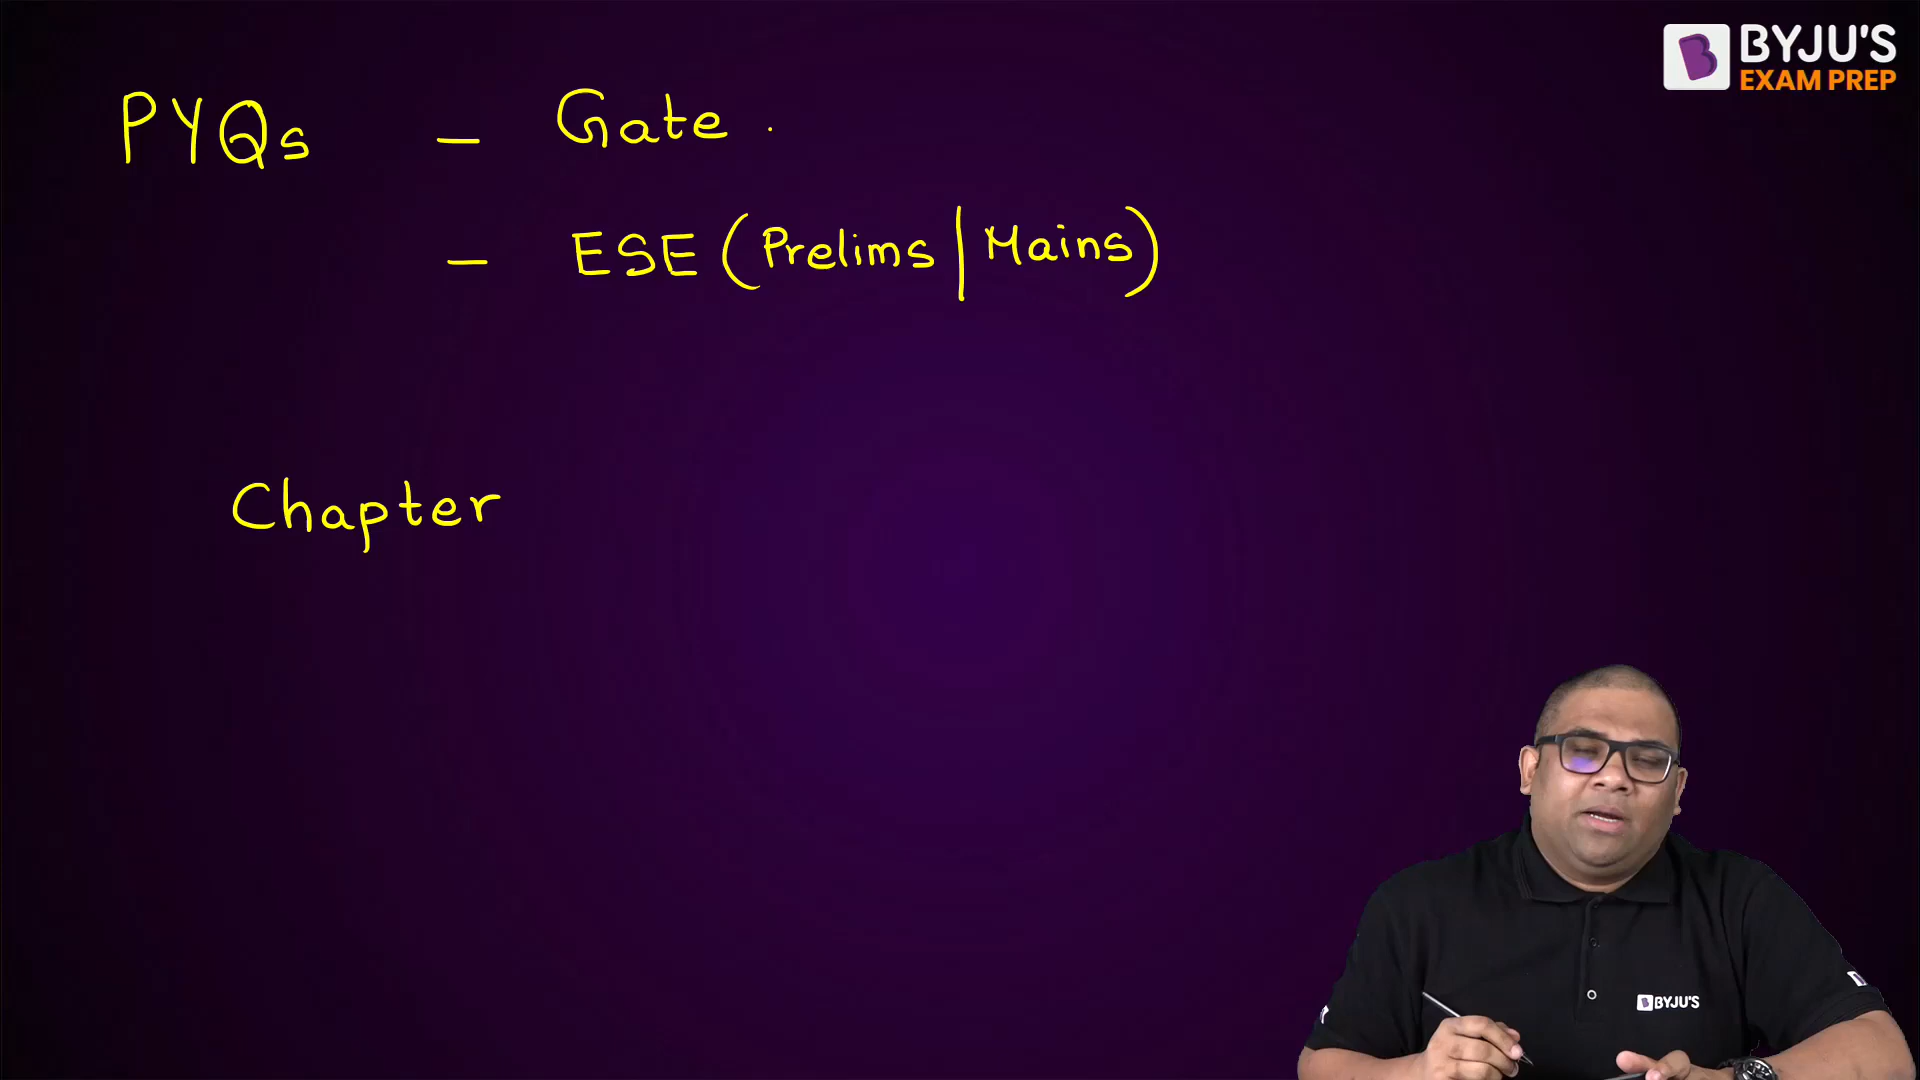 BYJU'S
EXAM PREP
PYQs - Gate .
- ESE (Prelims | Mains)
Chapter
BYJU'S